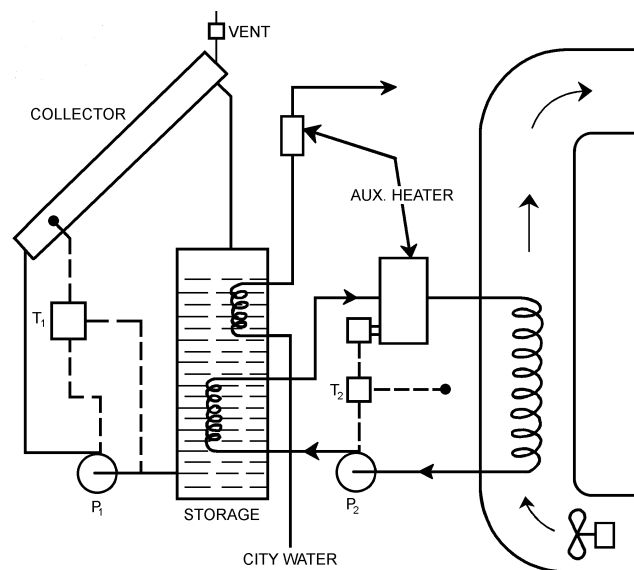 VENT
COLLECTOR
AUX. HEATER
T1
T2
P1
P2
STORAGE
CITY WATER